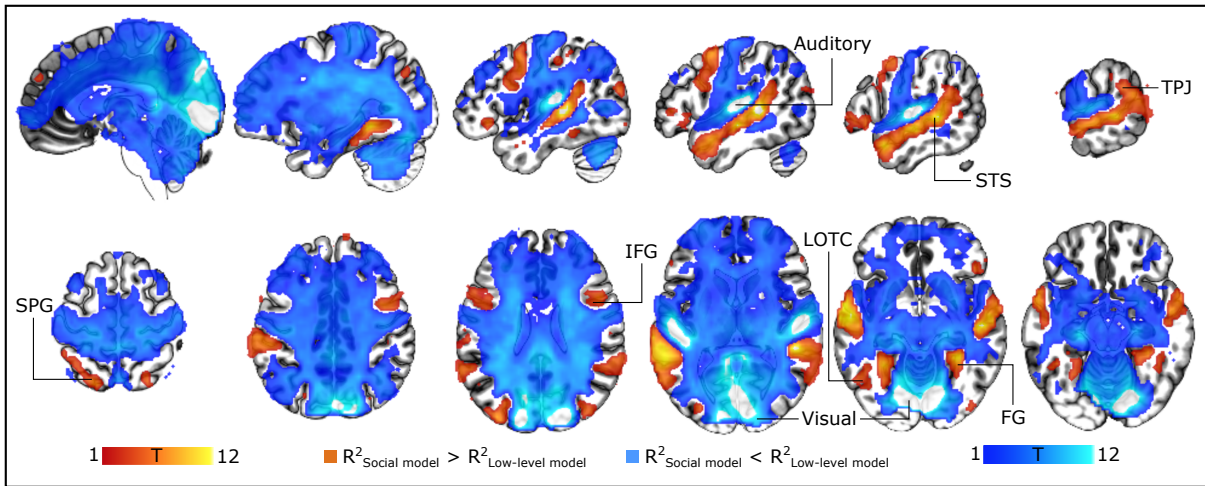 Auditory
TPJ
STS
SPG
IFG
LOTC
Visual
FG
1 T 12
R²Social model > R²Low-level model
R²Social model < R²Low-level model
1 T 12